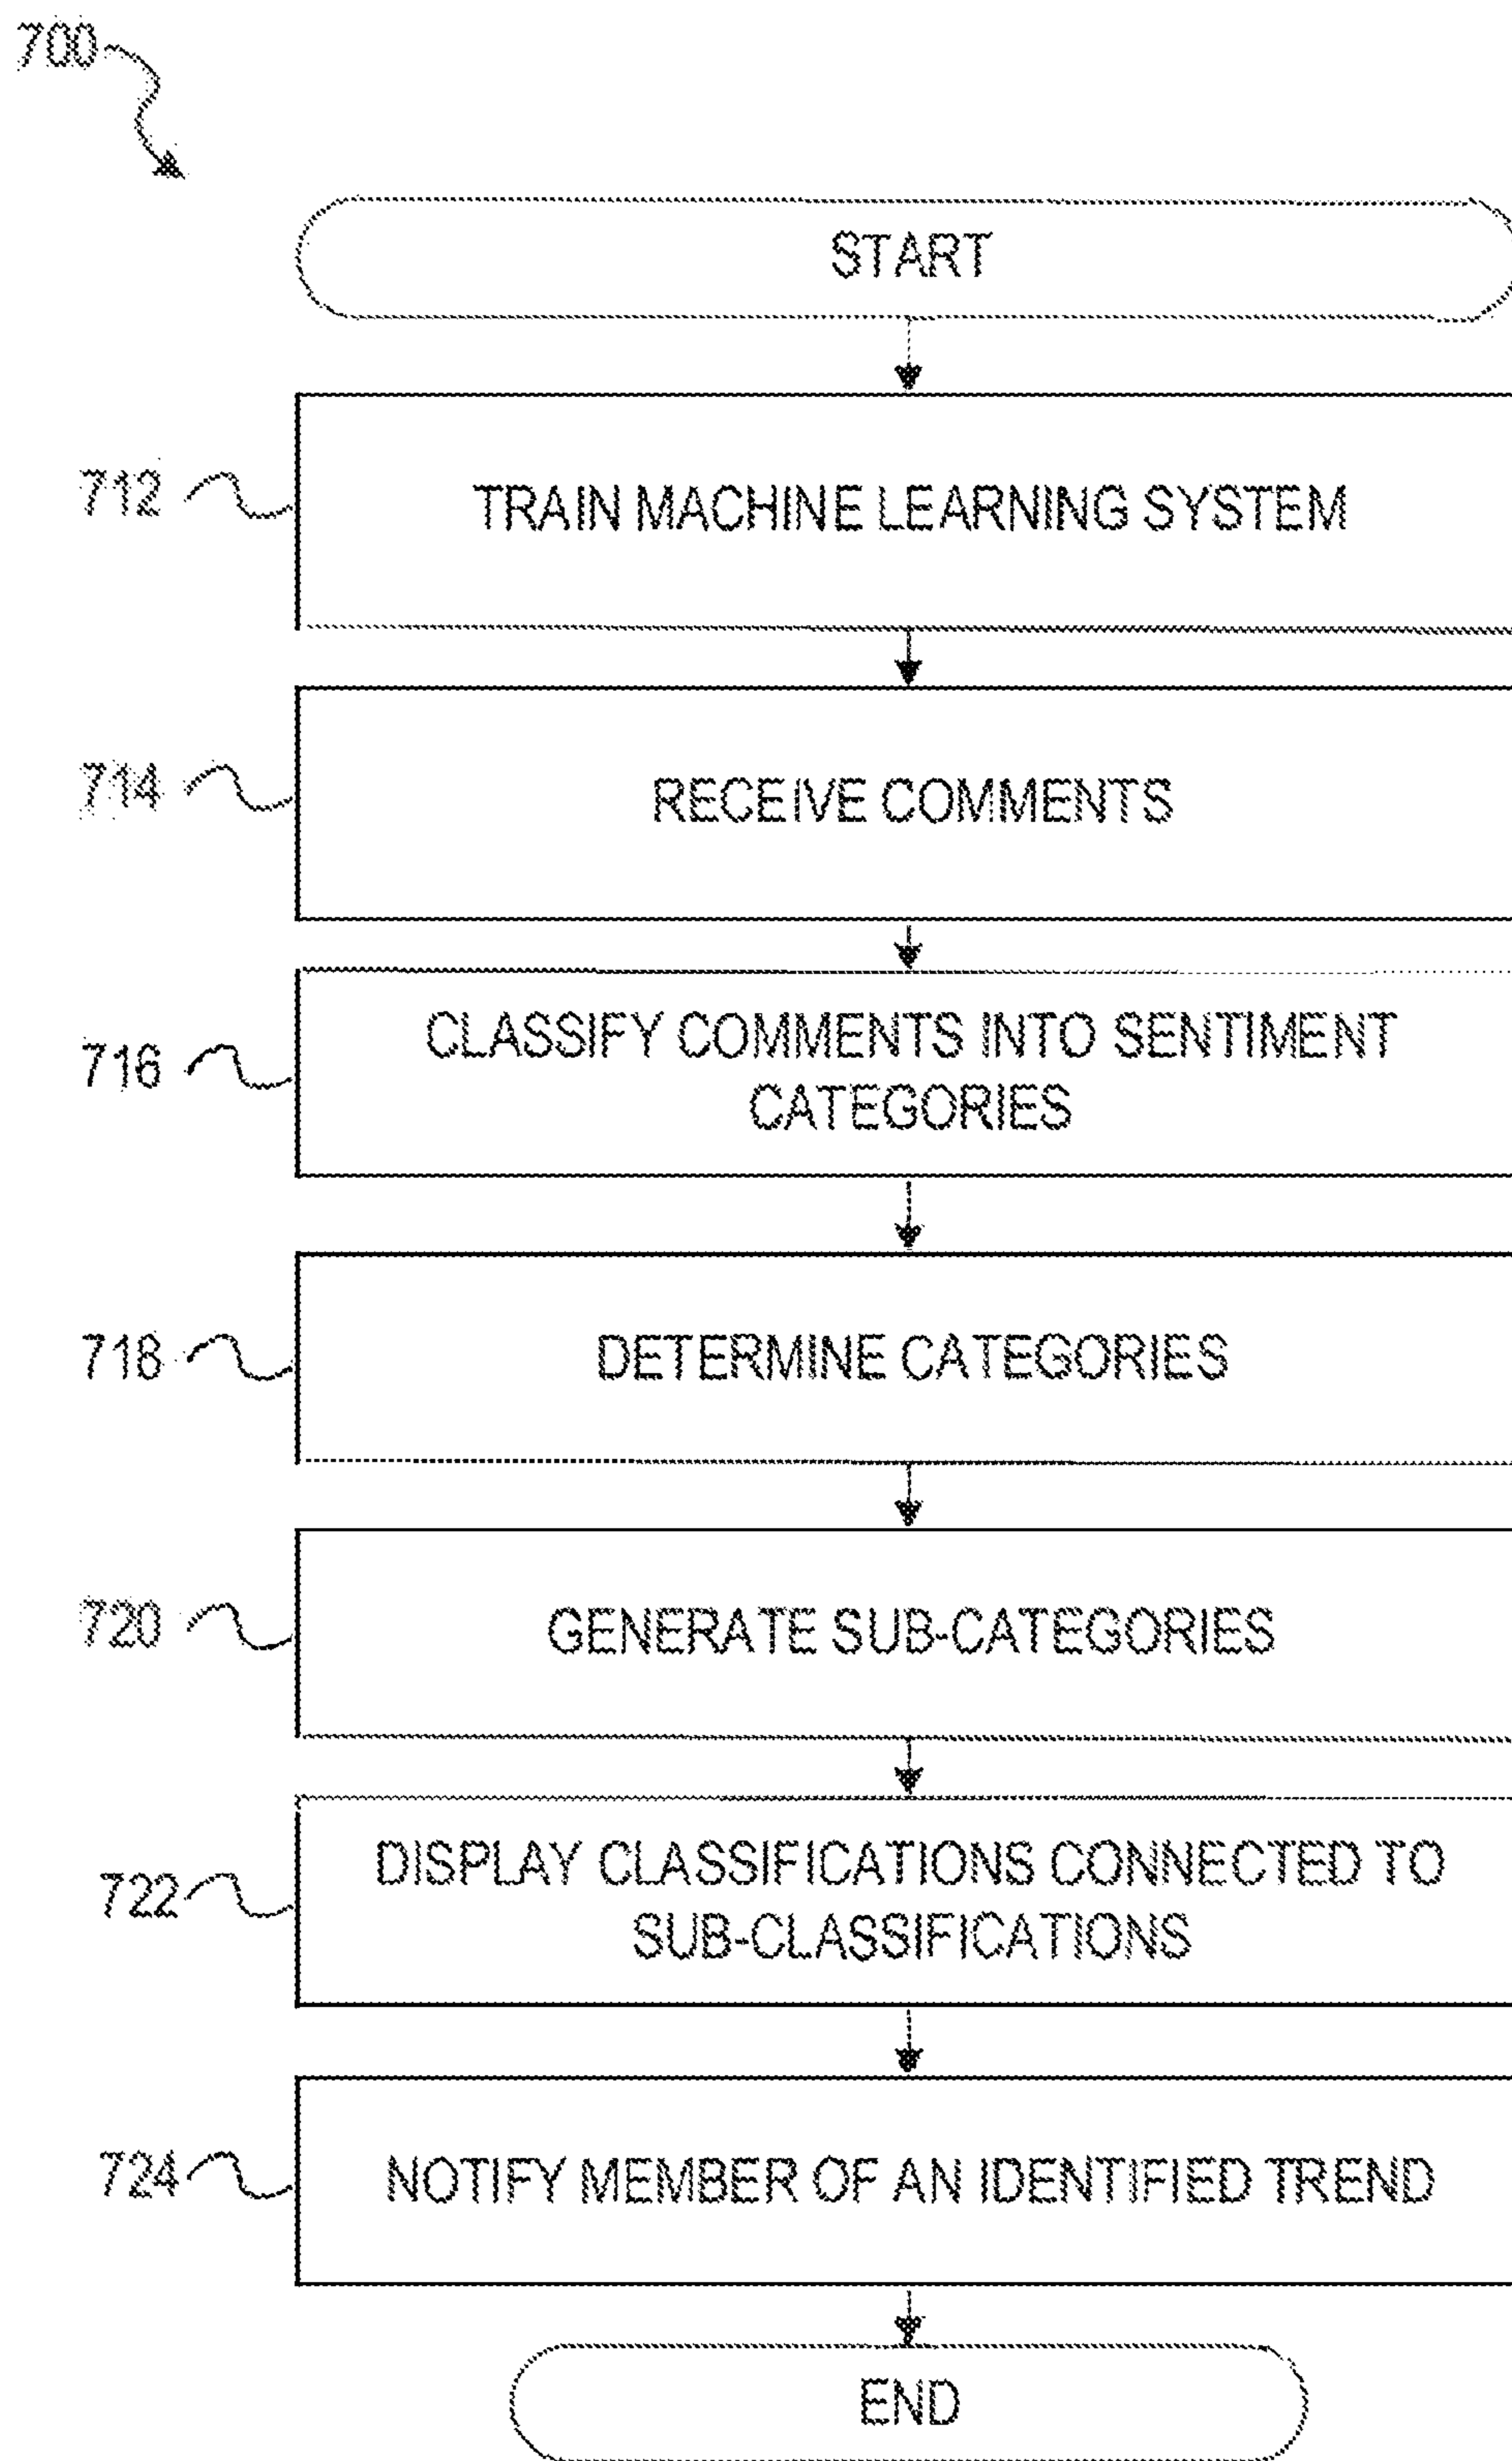 700
START
712
TRAIN MACHINE LEARNING SYSTEM
714
RECEIVE COMMENTS
716
CLASSIFY COMMENTS INTO SENTIMENT
CATEGORIES
718
DETERMINE CATEGORIES
720
GENERATE SUB-CATEGORIES
722
DISPLAY CLASSIFICATIONS CONNECTED TO
SUB-CLASSIFICATIONS
724
NOTIFY MEMBER OF AN IDENTIFIED TREND
END